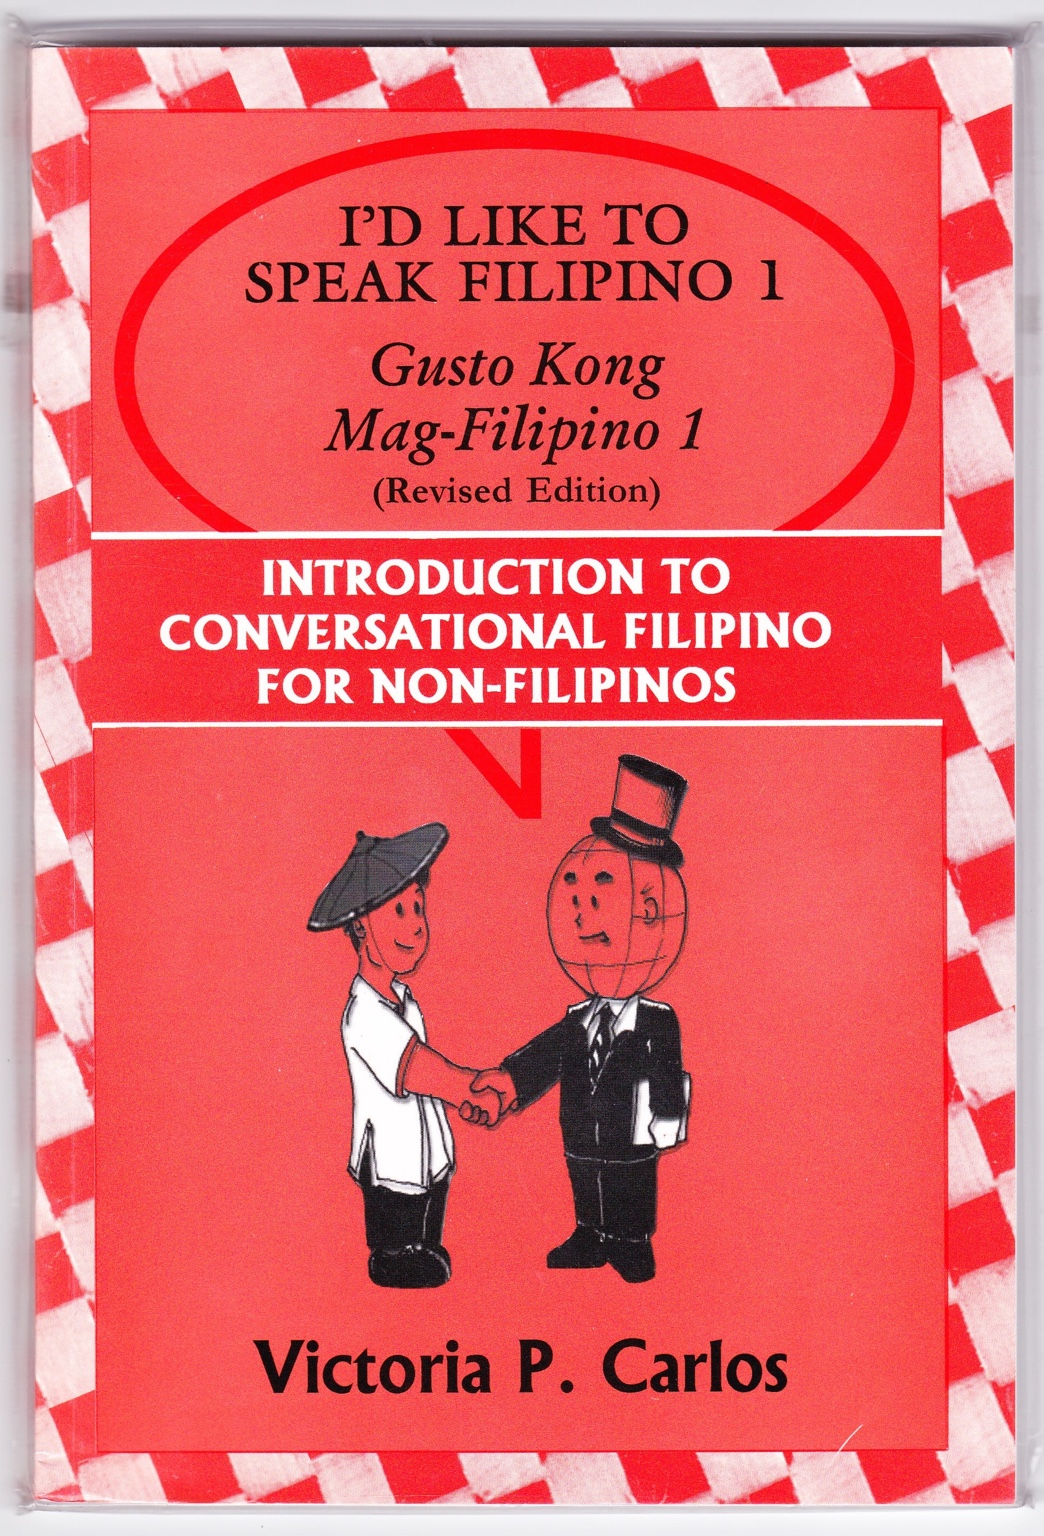 I'D LIKE TO
SPEAK FILIPINO 1
Gusto Kong
Mag-Filipino 1
(Revised Edition)
INTRODUCTION TO
CONVERSATIONAL FILIPINO
FOR NON-FILIPINOS
Victoria P. Carlos